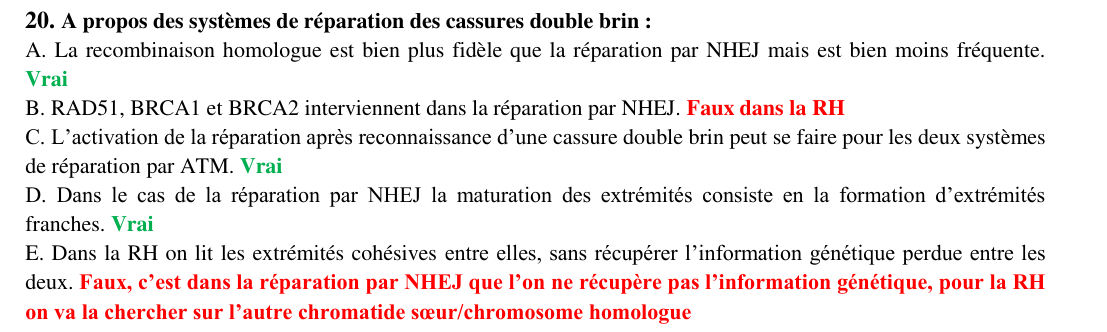 20. A propos des systèmes de réparation des cassures double brin :
A. La recombinaison homologue est bien plus fidèle que la réparation par NHEJ mais est bien moins fréquente.
Vrai
B. RAD51, BRCA1 et BRCA2 interviennent dans la réparation par NHEJ. Faux dans la RH
C. L’activation de la réparation après reconnaissance d’une cassure double brin peut se faire pour les deux systèmes
de réparation par ATM. Vrai
D. Dans le cas de la réparation par NHEJ la maturation des extrémités consiste en la formation d’extrémités
franches. Vrai
E. Dans la RH on lit les extrémités cohésives entre elles, sans récupérer l’information génétique perdue entre les
deux. Faux, c’est dans la réparation par NHEJ que l’on ne récupère pas l’information génétique, pour la RH
on va la chercher sur l’autre chromatide sœur/chromosome homologue